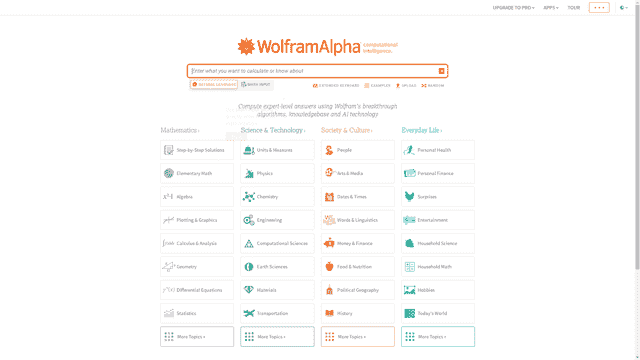 UPGRADE TO PRO APPS TOUR
WolframAlpha computational intelligence.
Enter what you want to calculate or know about
NATURAL LANGUAGE MATH INPUT EXTENDED KEYBOARD EXAMPLES UPLOAD RANDOM
Compute expert-level answers using Wolfram's breakthrough
algorithms, knowledgebase and AI technology
Mathematics › Science & Technology › Society & Culture › Everyday Life ›
Step-by-Step Solutions Units & Measures People Personal Health
Elementary Math Physics Arts & Media Personal Finance
Algebra Chemistry Dates & Times Surprises
Plotting & Graphics Engineering Words & Linguistics Entertainment
Calculus & Analysis Computational Sciences Money & Finance Household Science
Geometry Earth Sciences Food & Nutrition Household Math
Differential Equations Materials Political Geography Hobbies
Statistics Transportation History Today's World
More Topics » More Topics » More Topics » More Topics »